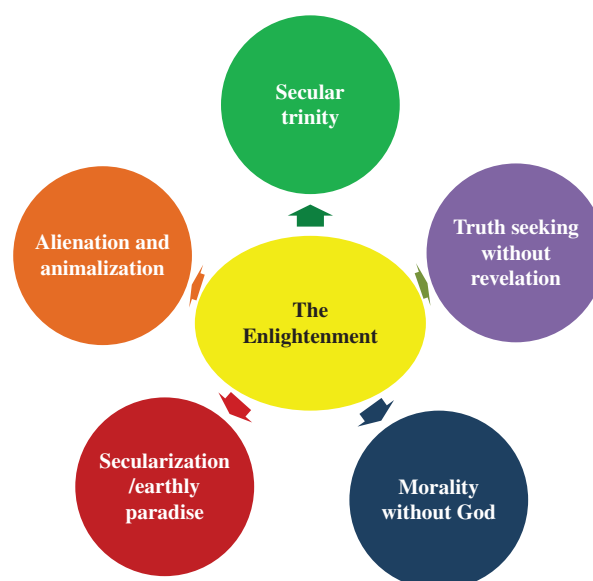 Secular
trinity
Alienation and
animalization
Truth seeking
without
revelation
The
Enlightenment
Secularization
/earthly
paradise
Morality
without God